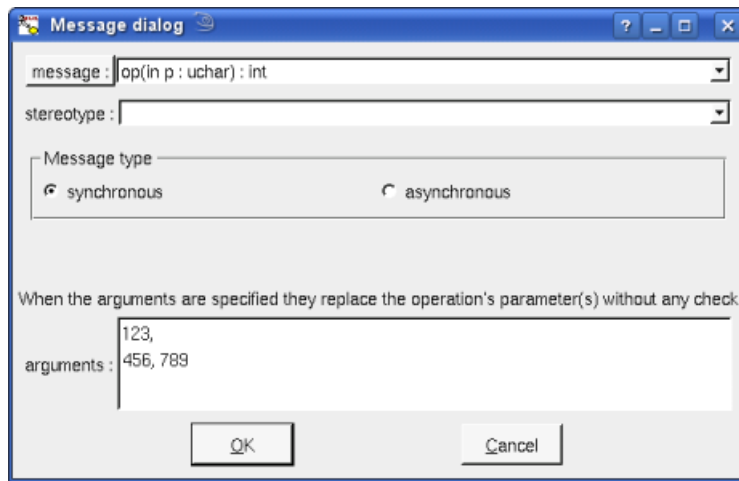 Message dialog
message : op(in p : uchar) : int
stereotype :
Message type
synchronous asynchronous
When the arguments are specified they replace the operation's parameter(s) without any check
123,
arguments : 456, 789
OK Cancel